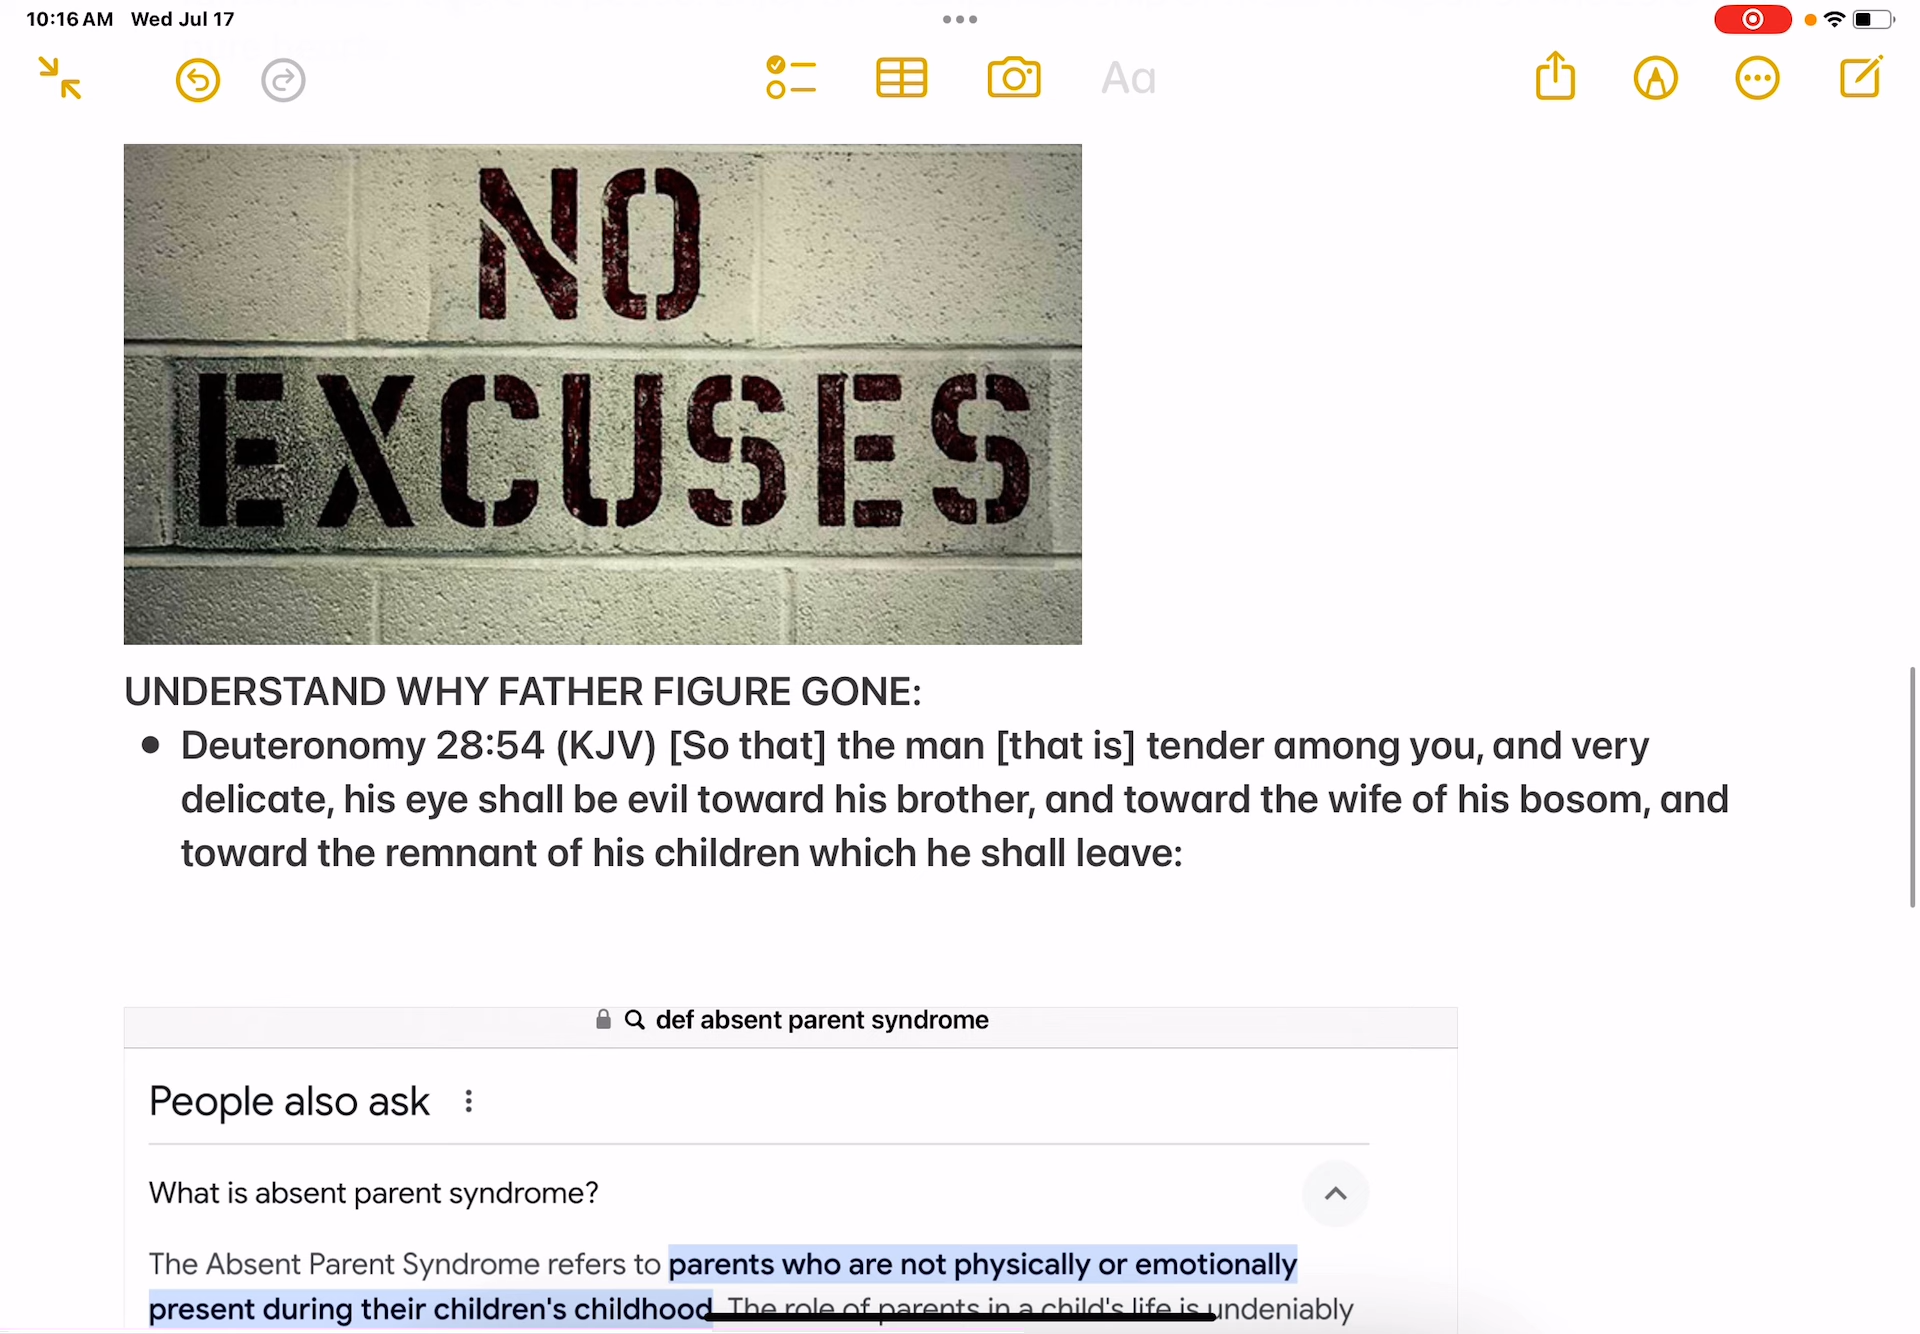 10:16 AM Wed Jul 17
Aa
NO
EXCUSES
UNDERSTAND WHY FATHER FIGURE GONE:
• Deuteronomy 28:54 (KJV) [So that] the man [that is] tender among you, and very
delicate, his eye shall be evil toward his brother, and toward the wife of his bosom, and
toward the remnant of his children which he shall leave:
def absent parent syndrome
People also ask
What is absent parent syndrome?
The Absent Parent Syndrome refers to parents who are not physically or emotionally
present during their children's childhood. The role of parents in a child's life is undeniably